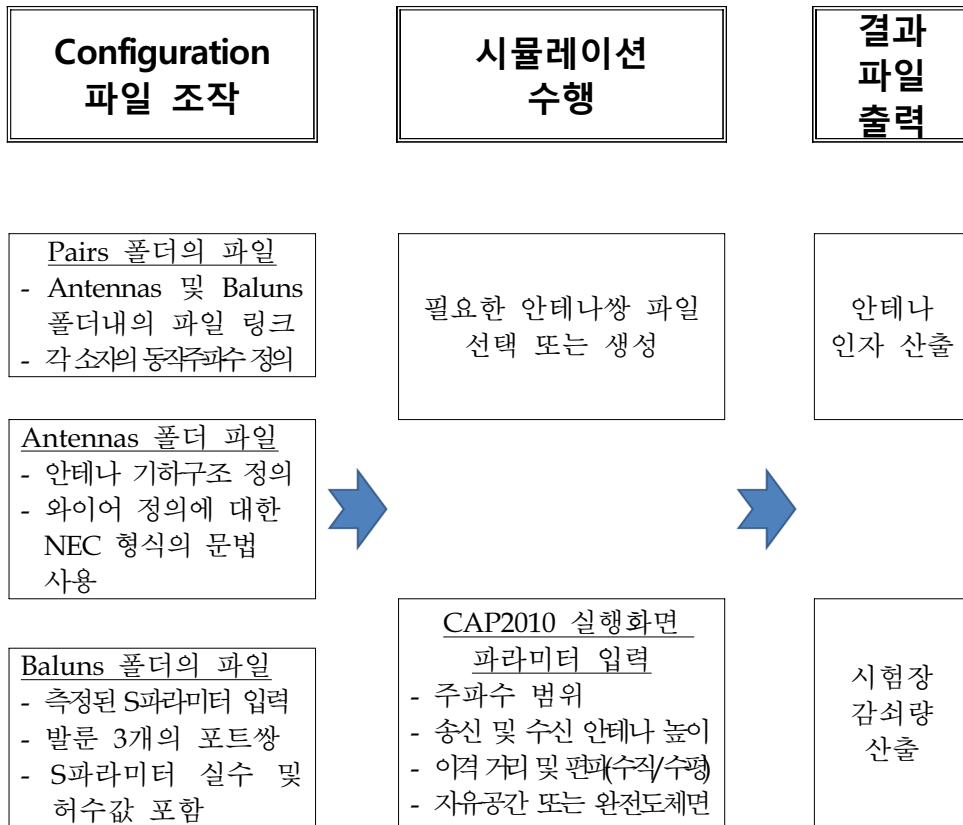 Configuration
파일 조작
시뮬레이션
수행
결과
파일
출력
Pairs 폴더의 파일
- Antennas 및 Baluns
폴더내의 파일 링크
- 각 소자의 동작주파수 정의
Antennas 폴더 파일
- 안테나 기하구조 정의
- 와이어 정의에 대한
NEC 형식의 문법
사용
Baluns 폴더의 파일
- 측정된 S파라미터 입력
- 발룬 3개의 포트쌍
- S파라미터 실수 및
허수값 포함
필요한 안테나쌍 파일
선택 또는 생성
CAP2010 실행화면
파라미터 입력
- 주파수 범위
- 송신 및 수신 안테나 높이
- 이격 거리 및 편파(수직/수평)
- 자유공간 또는 완전도체면
안테나
인자 산출
시험장
감쇠량
산출